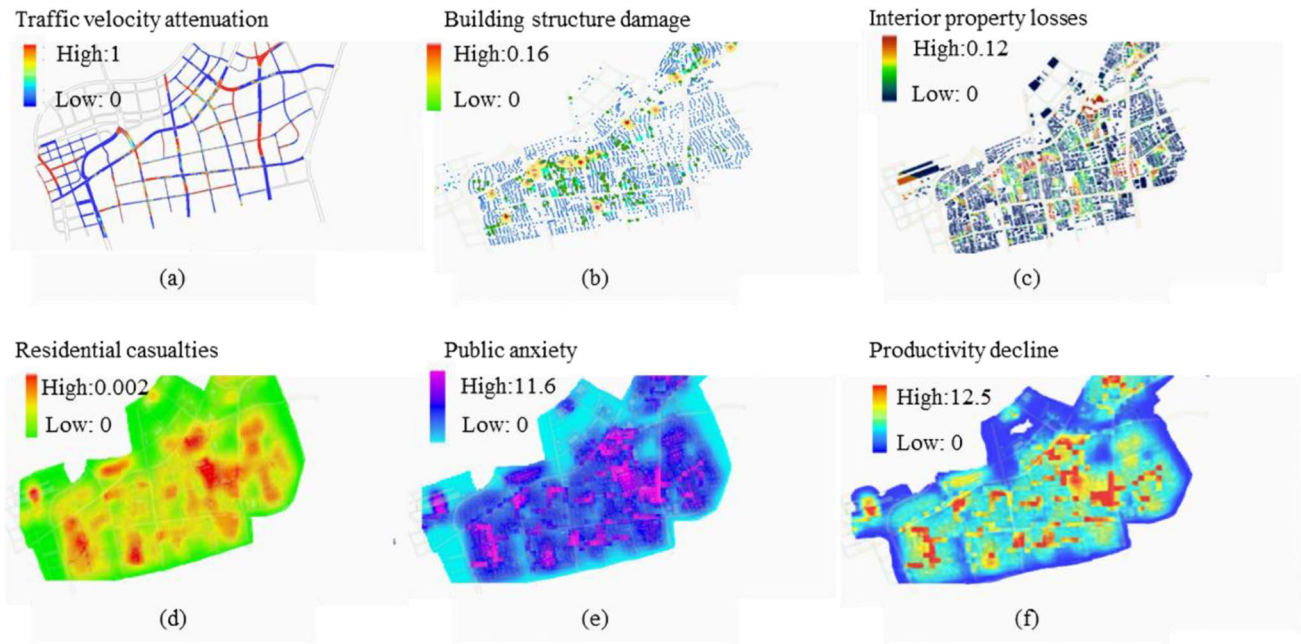 Traffic velocity attenuation
High:1
Low: 0
(a)
Building structure damage
High:0.16
Low: 0
(b)
Interior property losses
High:0.12
Low: 0
(c)
Residential casualties
High:0.002
Low: 0
(d)
Public anxiety
High:11.6
Low: 0
(e)
Productivity decline
High:12.5
Low: 0
(f)